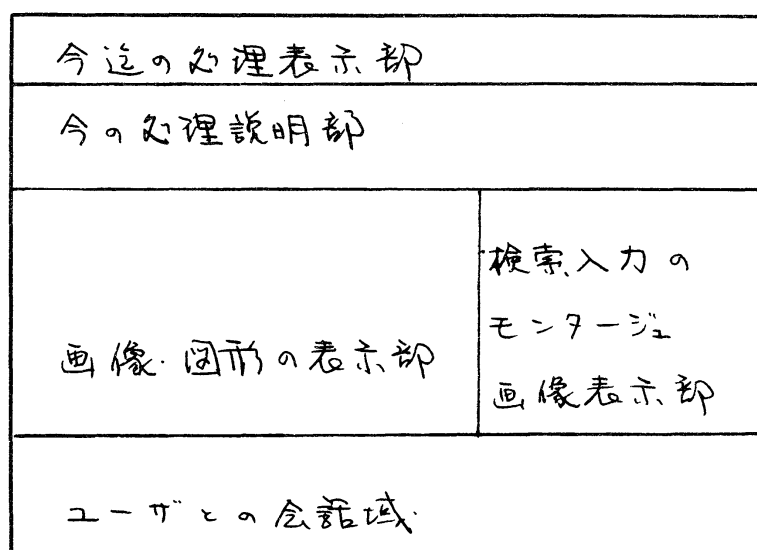 今迄の処理表示部
今の処理説明部
画像・図形の表示部
検索入力の
モンタージュ
画像表示部
ユーザとの会話域